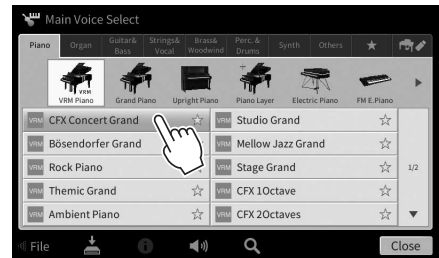 Main Voice Select
Piano Organ Guitar& Bass Strings& Vocal Brass& Woodwind Perc. & Drums Synth Others
VRM
VRM Piano Grand Piano Upright Piano Piano Layer Electric Piano FM E.Piano
VRM CFX Concert Grand VRM Studio Grand
VRM Bösendorfer Grand VRM Mellow Jazz Grand
VRM Rock Piano VRM Stage Grand 1/2
VRM Themic Grand VRM CFX 1Octave
VRM Ambient Piano VRM CFX 2Octaves
File Close